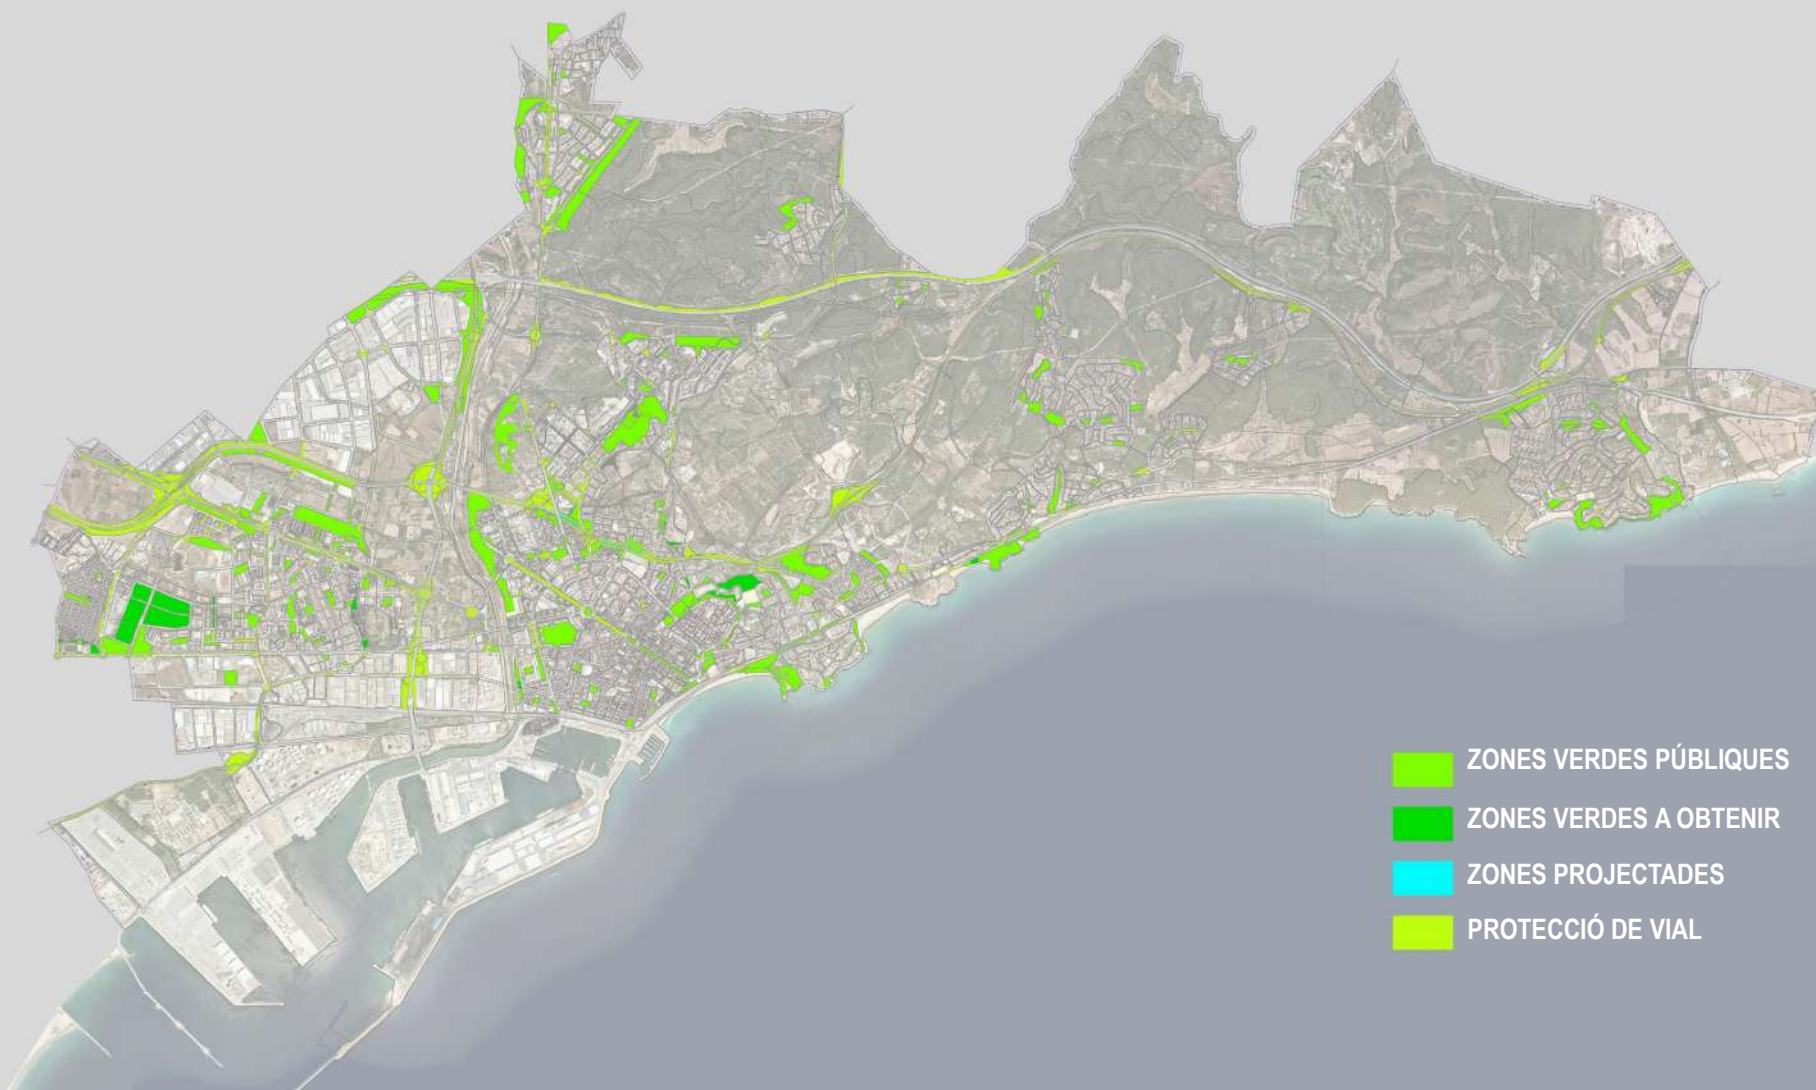 ZONES VERDES PÚBLIQUES
ZONES VERDES A OBTENIR
ZONES PROJECTADES
PROTECCIÓ DE VIAL